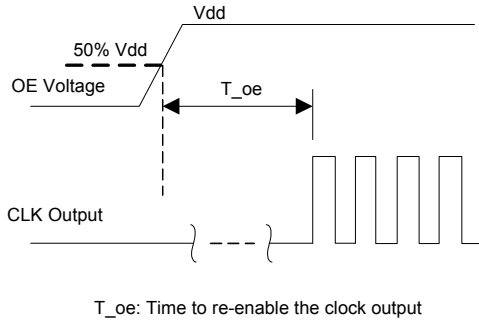 Vdd
50% Vdd
OE Voltage
T_oe
CLK Output
T_oe: Time to re-enable the clock output